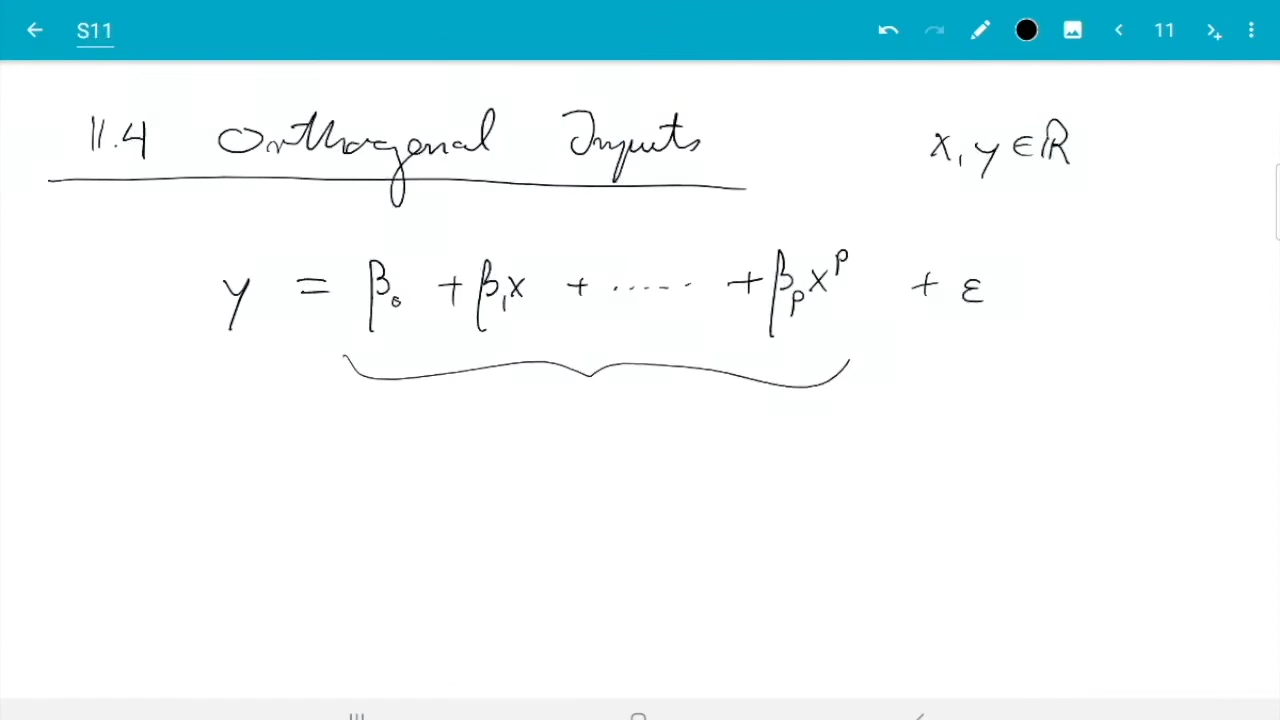 S11
11
11.4 Orthogonal Inputs
x, y ∈ ℝ
y = β₀ + β₁x + ..... + βₚxᵖ + ε